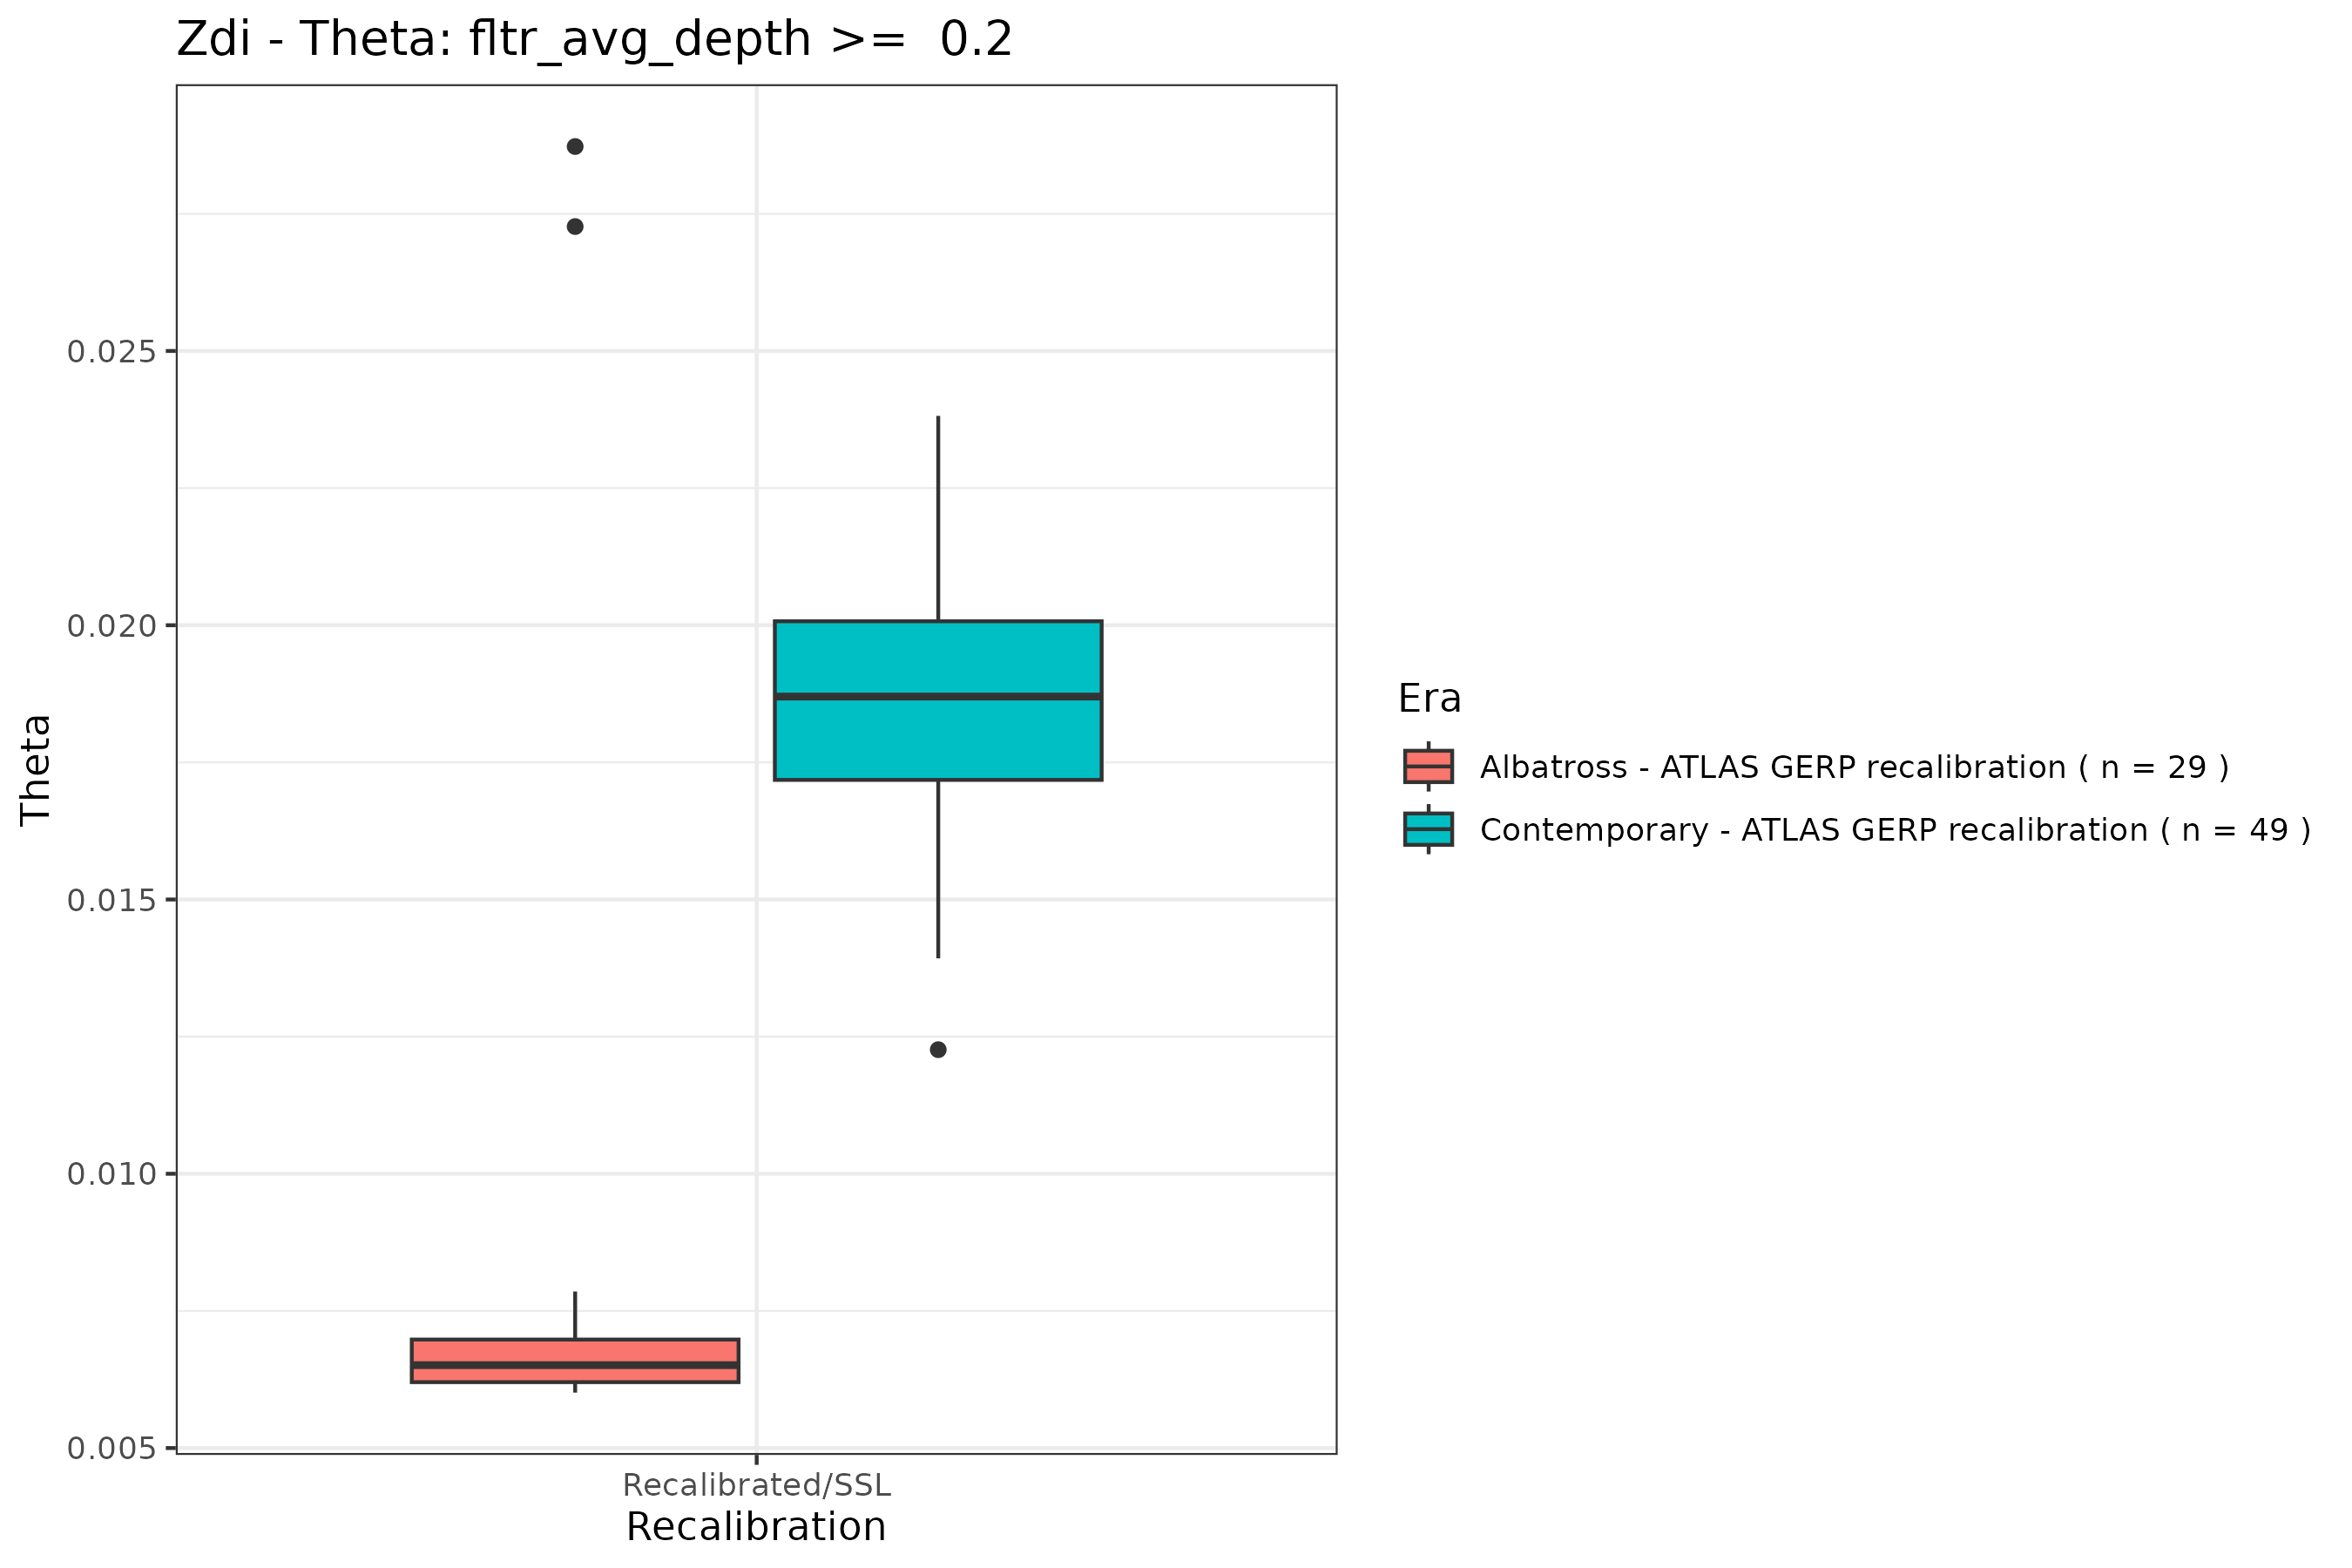 Zdi - Theta: fltr_avg_depth >=  0.2
Theta
0.025
0.020
0.015
0.010
0.005
Recalibrated/SSL
Recalibration
Era
Albatross - ATLAS GERP recalibration ( n = 29 )
Contemporary - ATLAS GERP recalibration ( n = 49 )